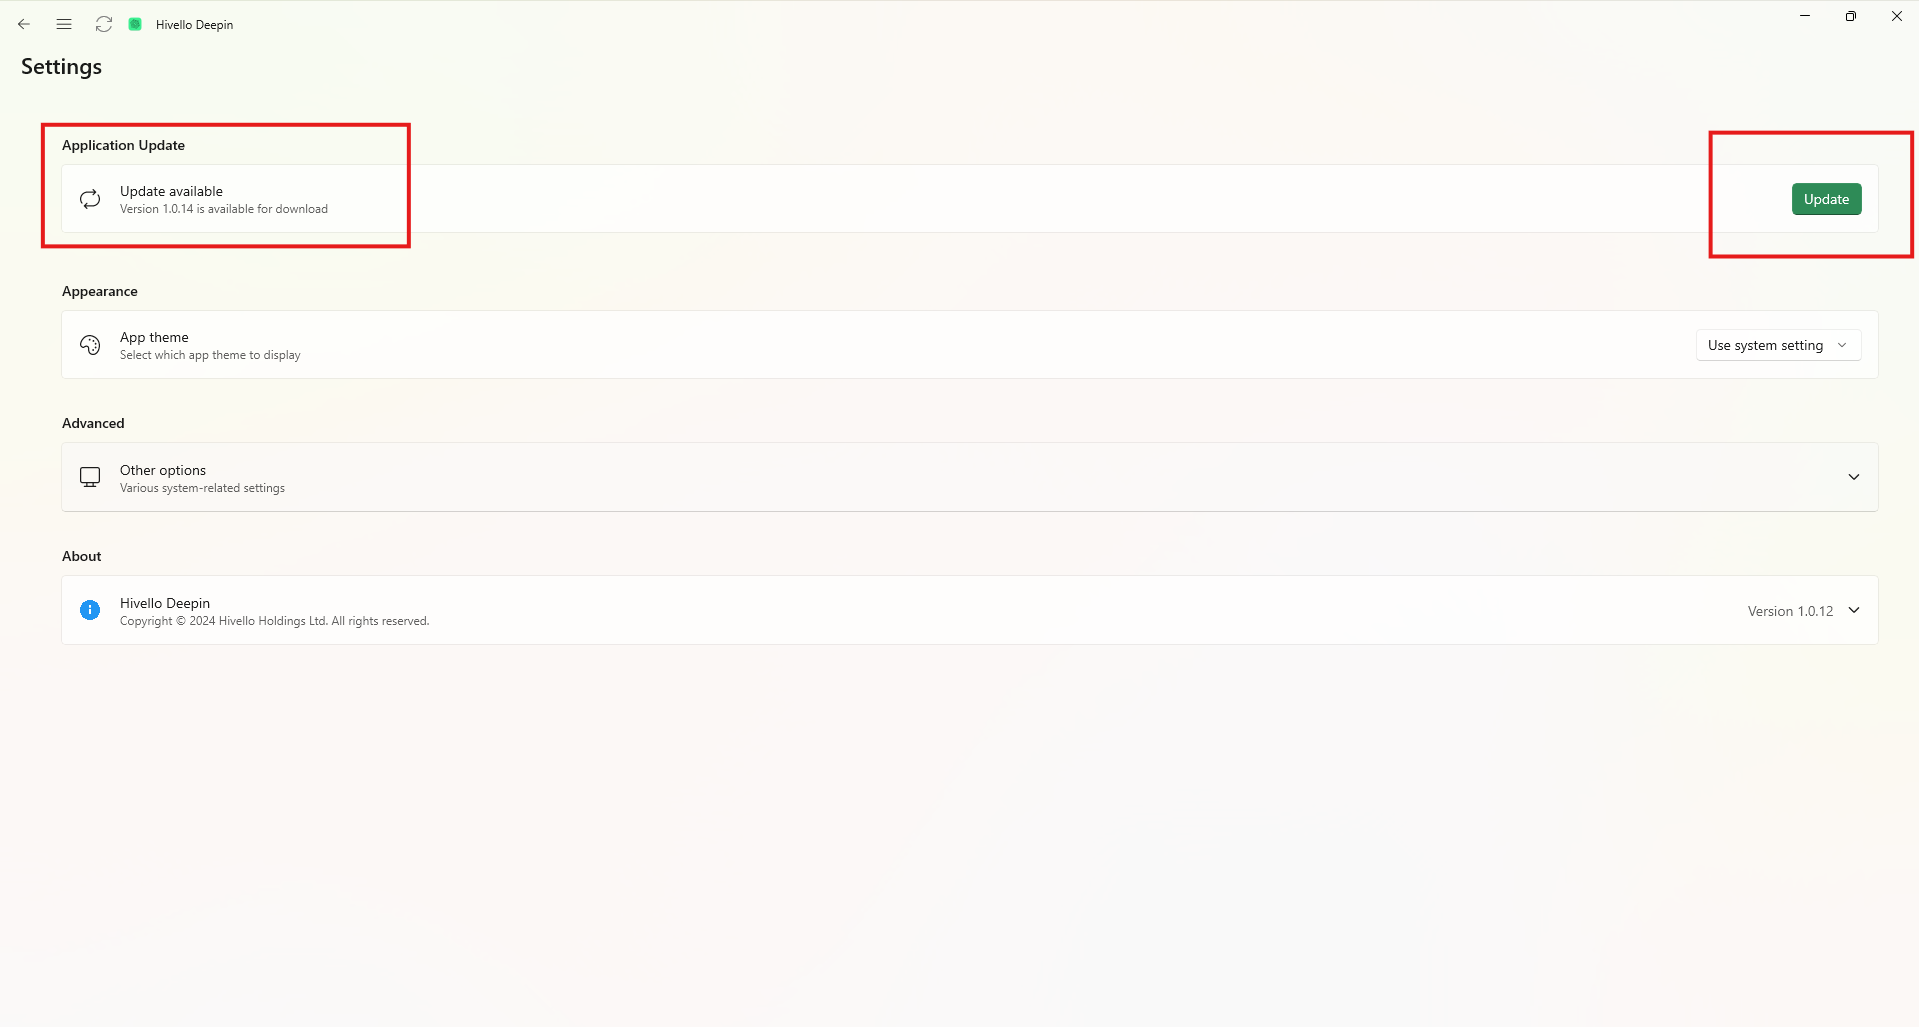 Hivello Deepin
Settings
Application Update
Update available
Version 1.0.14 is available for download
Update
Appearance
App theme
Select which app theme to display
Use system setting
Advanced
Other options
Various system-related settings
About
Hivello Deepin
Copyright © 2024 Hivello Holdings Ltd. All rights reserved.
Version 1.0.12